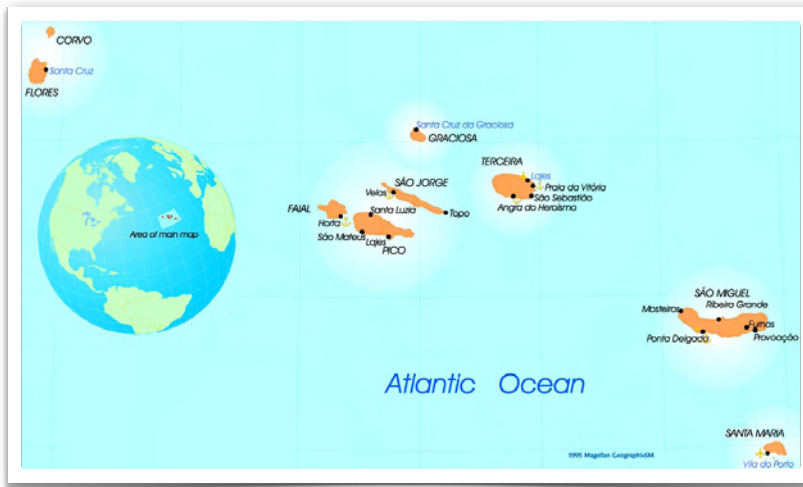 CORVO
Santa Cruz
FLORES
Santa Cruz da Graciosa
GRACIOSA
TERCEIRA
Lajes
Praia da Vitória
São Sebastião
Angra do Heroísmo
SÃO JORGE
Velas
FAIAL
Santa Luzia
Topo
Horta
São Mateus
Lajes
PICO
Area of main map
SÃO MIGUEL
Ribeira Grande
Mosteiros
Furnas
Ponta Delgada
Provoação
Atlantic Ocean
SANTA MARIA
1995 Magellan GeographixSM
Vila do Porto